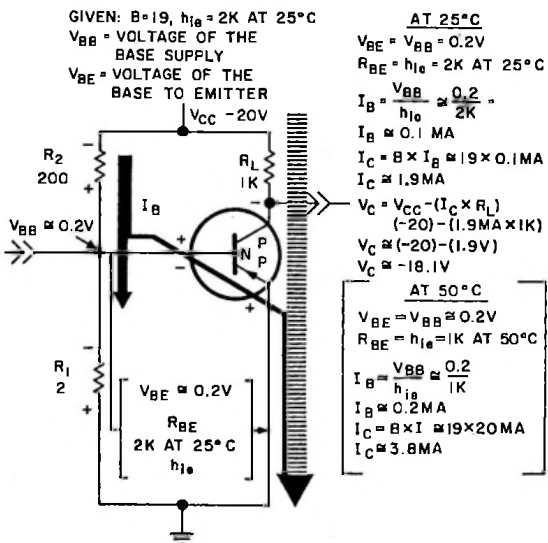 GIVEN: B=19, hie = 2K AT 25°C
VBB = VOLTAGE OF THE
BASE SUPPLY
VBE = VOLTAGE OF THE
BASE TO EMITTER
VCC -20V
R2
200
RL
1K
IB
VBB ≅ 0.2V
N
P
P
R1
2
VBE ≅ 0.2V
RBE
2K AT 25°C
hie
AT 25°C
VBE = VBB = 0.2V
RBE = hie = 2K AT 25°C
IB = VBB/hie ≅ 0.2/2K =
IB ≅ 0.1 MA
IC = B × IB ≅ 19 × 0.1MA
IC ≅ 1.9MA
VC = VCC-(IC × RL)
(-20)-(1.9MA×1K)
VC ≅ (-20)-(1.9V)
VC ≅ -18.1V
AT 50°C
VBE = VBB ≅ 0.2V
RBE = hie = 1K AT 50°C
IB = VBB/hie ≅ 0.2/1K
IB ≅ 0.2MA
IC = B × I ≅ 19 × 20MA
IC ≅ 3.8MA